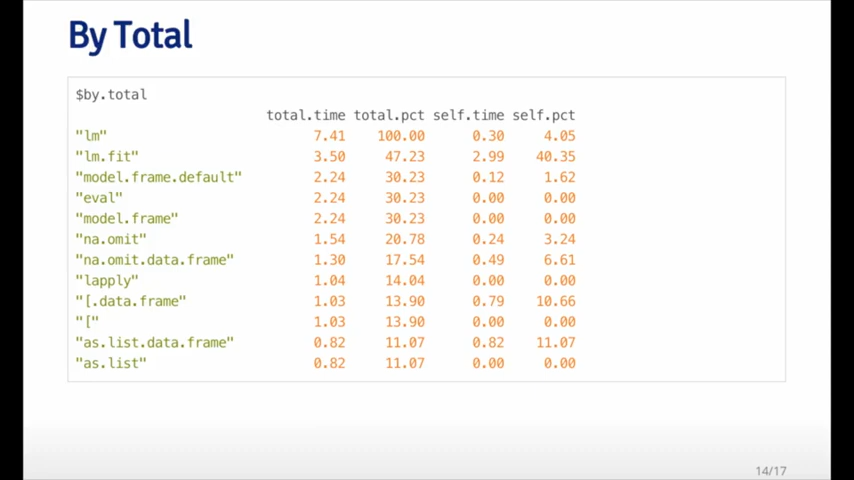 By Total
$by.total
total.time total.pct self.time self.pct
"lm" 7.41 100.00 0.30 4.05
"lm.fit" 3.50 47.23 2.99 40.35
"model.frame.default" 2.24 30.23 0.12 1.62
"eval" 2.24 30.23 0.00 0.00
"model.frame" 2.24 30.23 0.00 0.00
"na.omit" 1.54 20.78 0.24 3.24
"na.omit.data.frame" 1.30 17.54 0.49 6.61
"lapply" 1.04 14.04 0.00 0.00
"[.data.frame" 1.03 13.90 0.79 10.66
"[" 1.03 13.90 0.00 0.00
"as.list.data.frame" 0.82 11.07 0.82 11.07
"as.list" 0.82 11.07 0.00 0.00
14/17